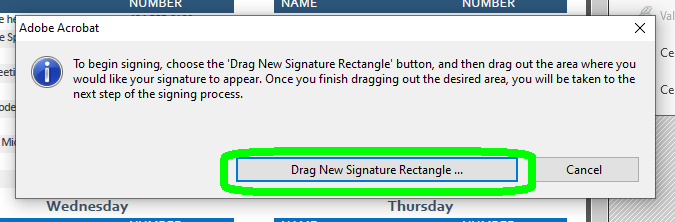 NUMBER NAME NUMBER
Adobe Acrobat
To begin signing, choose the 'Drag New Signature Rectangle' button, and then drag out the area where you
would like your signature to appear. Once you finish dragging out the desired area, you will be taken to the
next step of the signing process.
Drag New Signature Rectangle ...
Cancel
Wednesday Thursday